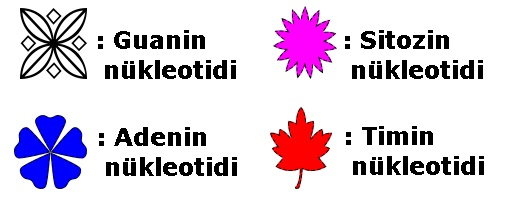 : Guanin
nükleotidi
: Sitozin
nükleotidi
: Adenin
nükleotidi
: Timin
nükleotidi